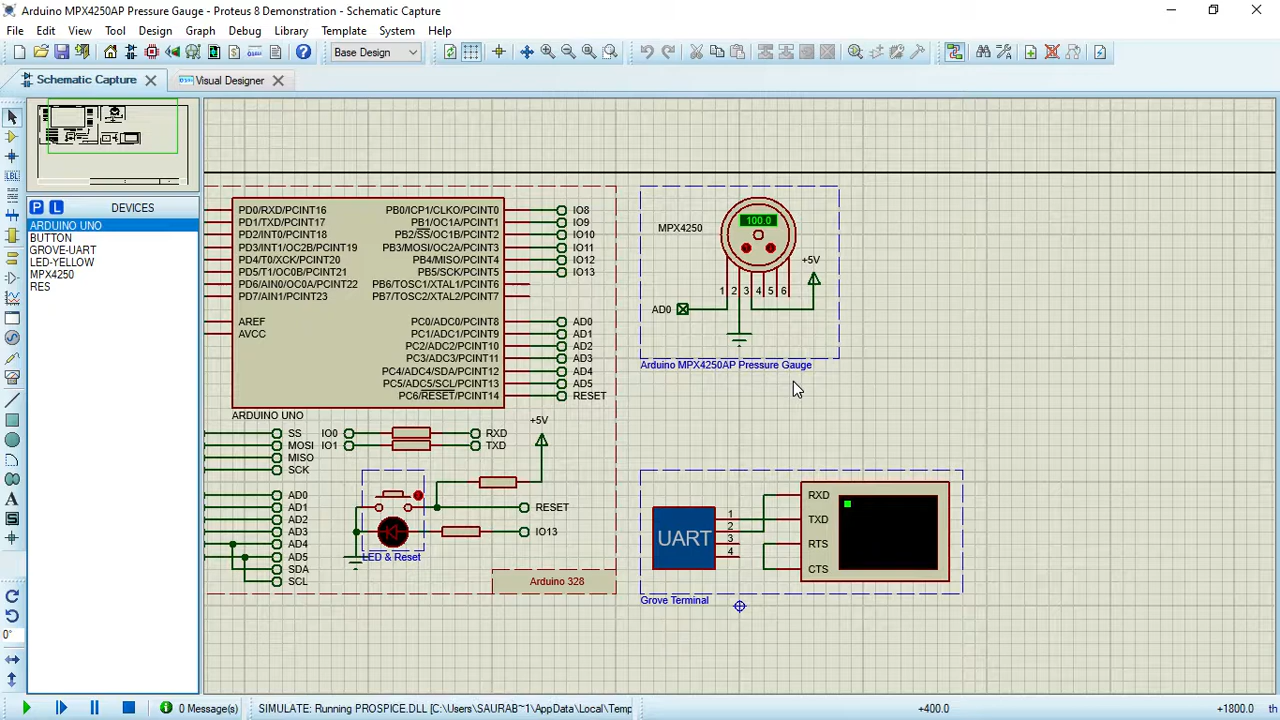 Arduino MPX4250AP Pressure Gauge - Proteus 8 Demonstration - Schematic Capture
File Edit View Tool Design Graph Debug Library Template System Help
Base Design
Schematic Capture
Visual Designer
P L DEVICES
ARDUINO UNO
BUTTON
GROVE-UART
LED-YELLOW
MPX4250
RES
LBL
A
0°
PD0/RXD/PCINT16
PD1/TXD/PCINT17
PD2/INT0/PCINT18
PD3/INT1/OC2B/PCINT19
PD4/T0/XCK/PCINT20
PD5/T1/OC0B/PCINT21
PD6/AIN0/OC0A/PCINT22
PD7/AIN1/PCINT23
AREF
AVCC
PB0/ICP1/CLKO/PCINT0
PB1/OC1A/PCINT1
PB2/SS/OC1B/PCINT2
PB3/MOSI/OC2A/PCINT3
PB4/MISO/PCINT4
PB5/SCK/PCINT5
PB6/TOSC1/XTAL1/PCINT6
PB7/TOSC2/XTAL2/PCINT7
PC0/ADC0/PCINT8
PC1/ADC1/PCINT9
PC2/ADC2/PCINT10
PC3/ADC3/PCINT11
PC4/ADC4/SDA/PCINT12
PC5/ADC5/SCL/PCINT13
PC6/RESET/PCINT14
IO8
IO9
IO10
IO11
IO12
IO13
AD0
AD1
AD2
AD3
AD4
AD5
RESET
ARDUINO UNO
SS
MOSI
MISO
SCK
AD0
AD1
AD2
AD3
AD4
AD5
SDA
SCL
IO0
IO1
RXD
TXD
+5V
RESET
IO13
LED & Reset
Arduino 328
MPX4250
100.0
+5V
1 2 3 4 5 6
AD0
Arduino MPX4250AP Pressure Gauge
UART
1
2
3
4
RXD
TXD
RTS
CTS
Grove Terminal
0 Message(s)
SIMULATE: Running PROSPICE.DLL [C:\Users\SAURAB~1\AppData\Local\Temp
+400.0
+1800.0
th